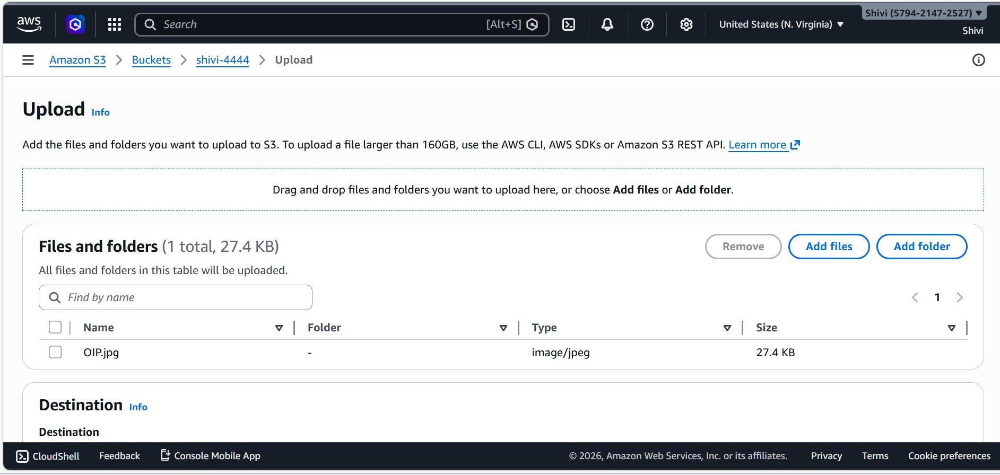 aws
Search [Alt+S]
United States (N. Virginia)
Shivi (5794-2147-2527)
Shivi
Amazon S3 > Buckets > shivi-4444 > Upload
Upload Info
Add the files and folders you want to upload to S3. To upload a file larger than 160GB, use the AWS CLI, AWS SDKs or Amazon S3 REST API. Learn more
Drag and drop files and folders you want to upload here, or choose Add files or Add folder.
Files and folders (1 total, 27.4 KB)
Remove Add files Add folder
All files and folders in this table will be uploaded.
Find by name
1
Name Folder Type Size
OIP.jpg - image/jpeg 27.4 KB
Destination Info
Destination
CloudShell Feedback Console Mobile App © 2026, Amazon Web Services, Inc. or its affiliates. Privacy Terms Cookie preferences